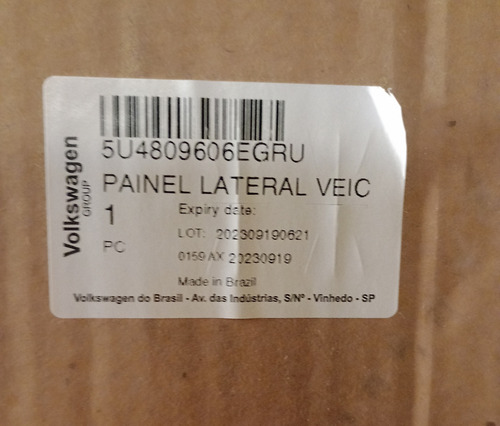 Volkswagen
GROUP
5U4809606EGRU
PAINEL LATERAL VEIC
1 Expiry date:
PC LOT: 202309190621
0159 AX 20230919
Made in Brazil
Volkswagen do Brasil - Av. das Indústrias, S/Nº - Vinhedo - SP